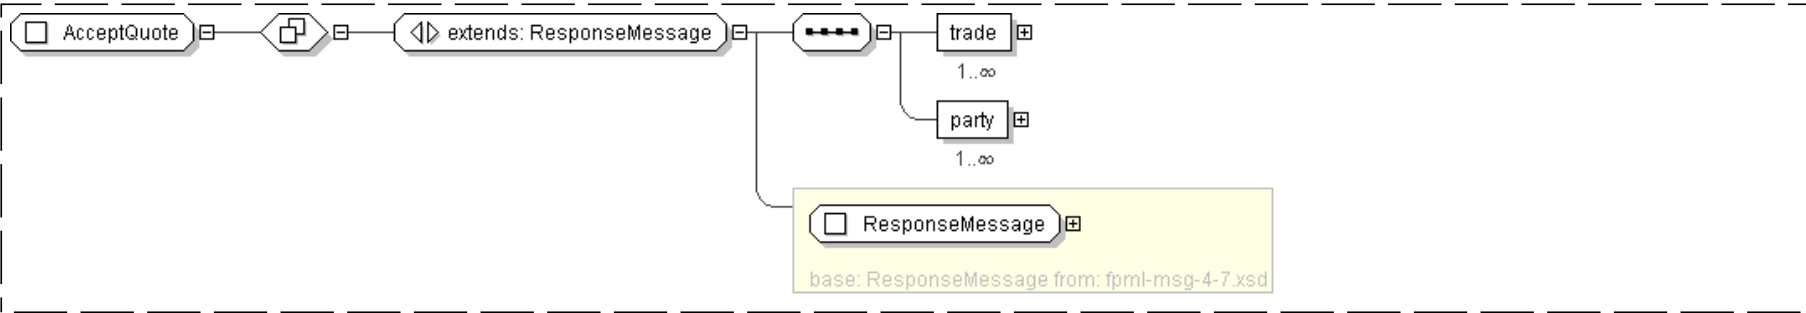 AcceptQuote
extends: ResponseMessage
trade
1..∞
party
1..∞
ResponseMessage
base: ResponseMessage from: fpml-msg-4-7.xsd